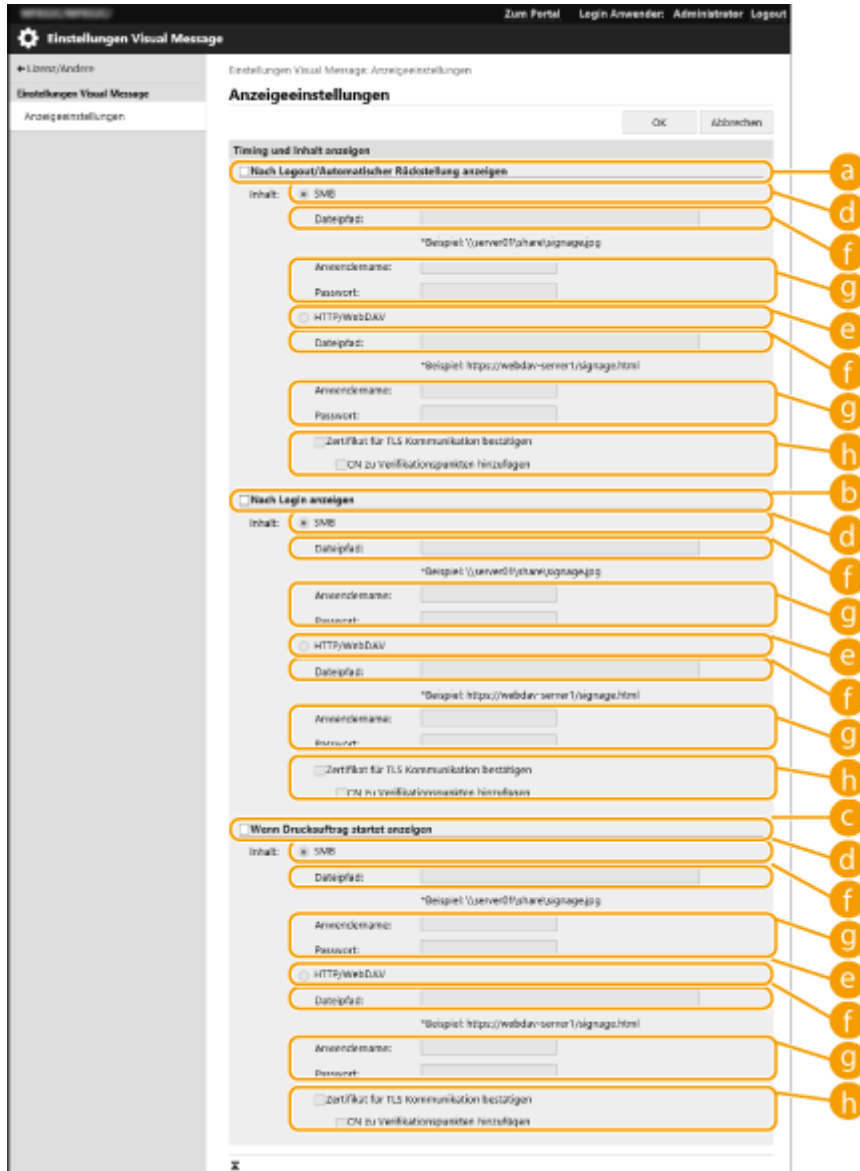 Zum Portal Login Anwender: Administrator Logout
Einstellungen Visual Message
Lizenz/Andere
Einstellungen Visual Message
Anzeigeeinstellungen
Einstellungen Visual Message: Anzeigeeinstellungen
Anzeigeeinstellungen
OK Abbrechen
Timing und Inhalt anzeigen
Nach Logout/Automatischer Rückstellung anzeigen a
Inhalt: SMB d
Dateipfad: f
*Beispiel: \\server01\share\signage.jpg
Anwendername: g
Passwort:
HTTP/WebDAV e
Dateipfad: f
*Beispiel: https://webdav-server1/signage.html
Anwendername: g
Passwort:
Zertifikat für TLS Kommunikation bestätigen h
CN zu Verifikationspunkten hinzufügen
Nach Login anzeigen b
Inhalt: SMB d
Dateipfad: f
*Beispiel: \\server01\share\signage.jpg
Anwendername: g
Passwort:
HTTP/WebDAV e
Dateipfad: f
*Beispiel: https://webdav-server1/signage.html
Anwendername: g
Passwort:
Zertifikat für TLS Kommunikation bestätigen h
CN zu Verifikationspunkten hinzufügen
Wenn Druckauftrag startet anzeigen c
Inhalt: SMB d
Dateipfad: f
*Beispiel: \\server01\share\signage.jpg
Anwendername: g
Passwort:
HTTP/WebDAV e
Dateipfad: f
*Beispiel: https://webdav-server1/signage.html
Anwendername: g
Passwort:
Zertifikat für TLS Kommunikation bestätigen h
CN zu Verifikationspunkten hinzufügen